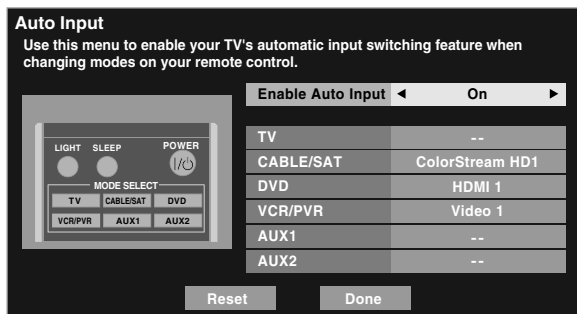 Auto Input
Use this menu to enable your TV's automatic input switching feature when
changing modes on your remote control.
Enable Auto Input ◀ On ▶
LIGHT SLEEP POWER
MODE SELECT
TV CABLE/SAT DVD
VCR/PVR AUX1 AUX2
TV --
CABLE/SAT ColorStream HD1
DVD HDMI 1
VCR/PVR Video 1
AUX1 --
AUX2 --
Reset Done